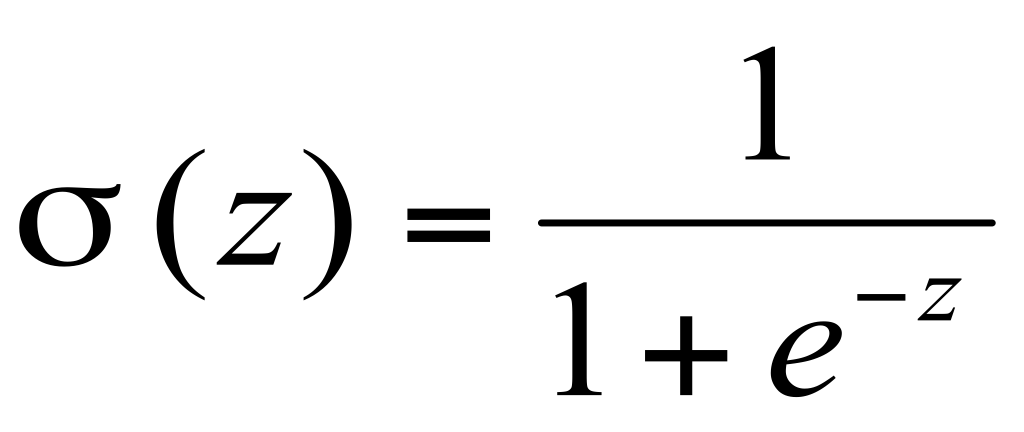 σ(z) = 1 / (1 + e^{-z})